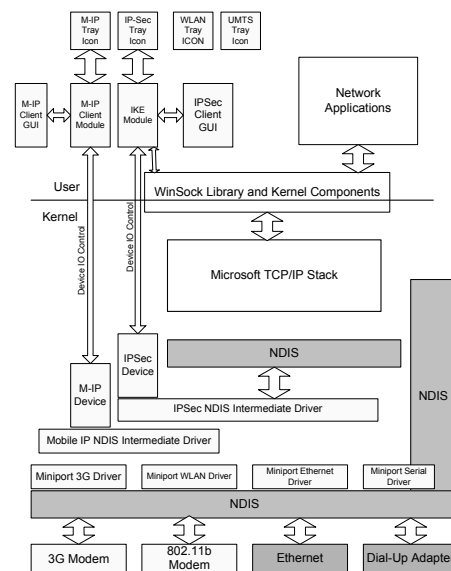 M-IP
Tray
Icon
IP-Sec
Tray
Icon
WLAN
Tray
ICON
UMTS
Tray
Icon
M-IP
Client
GUI
M-IP
Client
Module
IKE
Module
IPSec
Client
GUI
Network
Applications
User
WinSock Library and Kernel Components
Kernel
Device IO Control
Device IO Control
Microsoft TCP/IP Stack
NDIS
IPSec
Device
NDIS
M-IP
Device
IPSec NDIS Intermediate Driver
Mobile IP NDIS Intermediate Driver
Miniport 3G Driver
Miniport WLAN Driver
Miniport Ethernet
Driver
Miniport Serial
Driver
NDIS
3G Modem
802.11b
Modem
Ethernet
Dial-Up Adapter